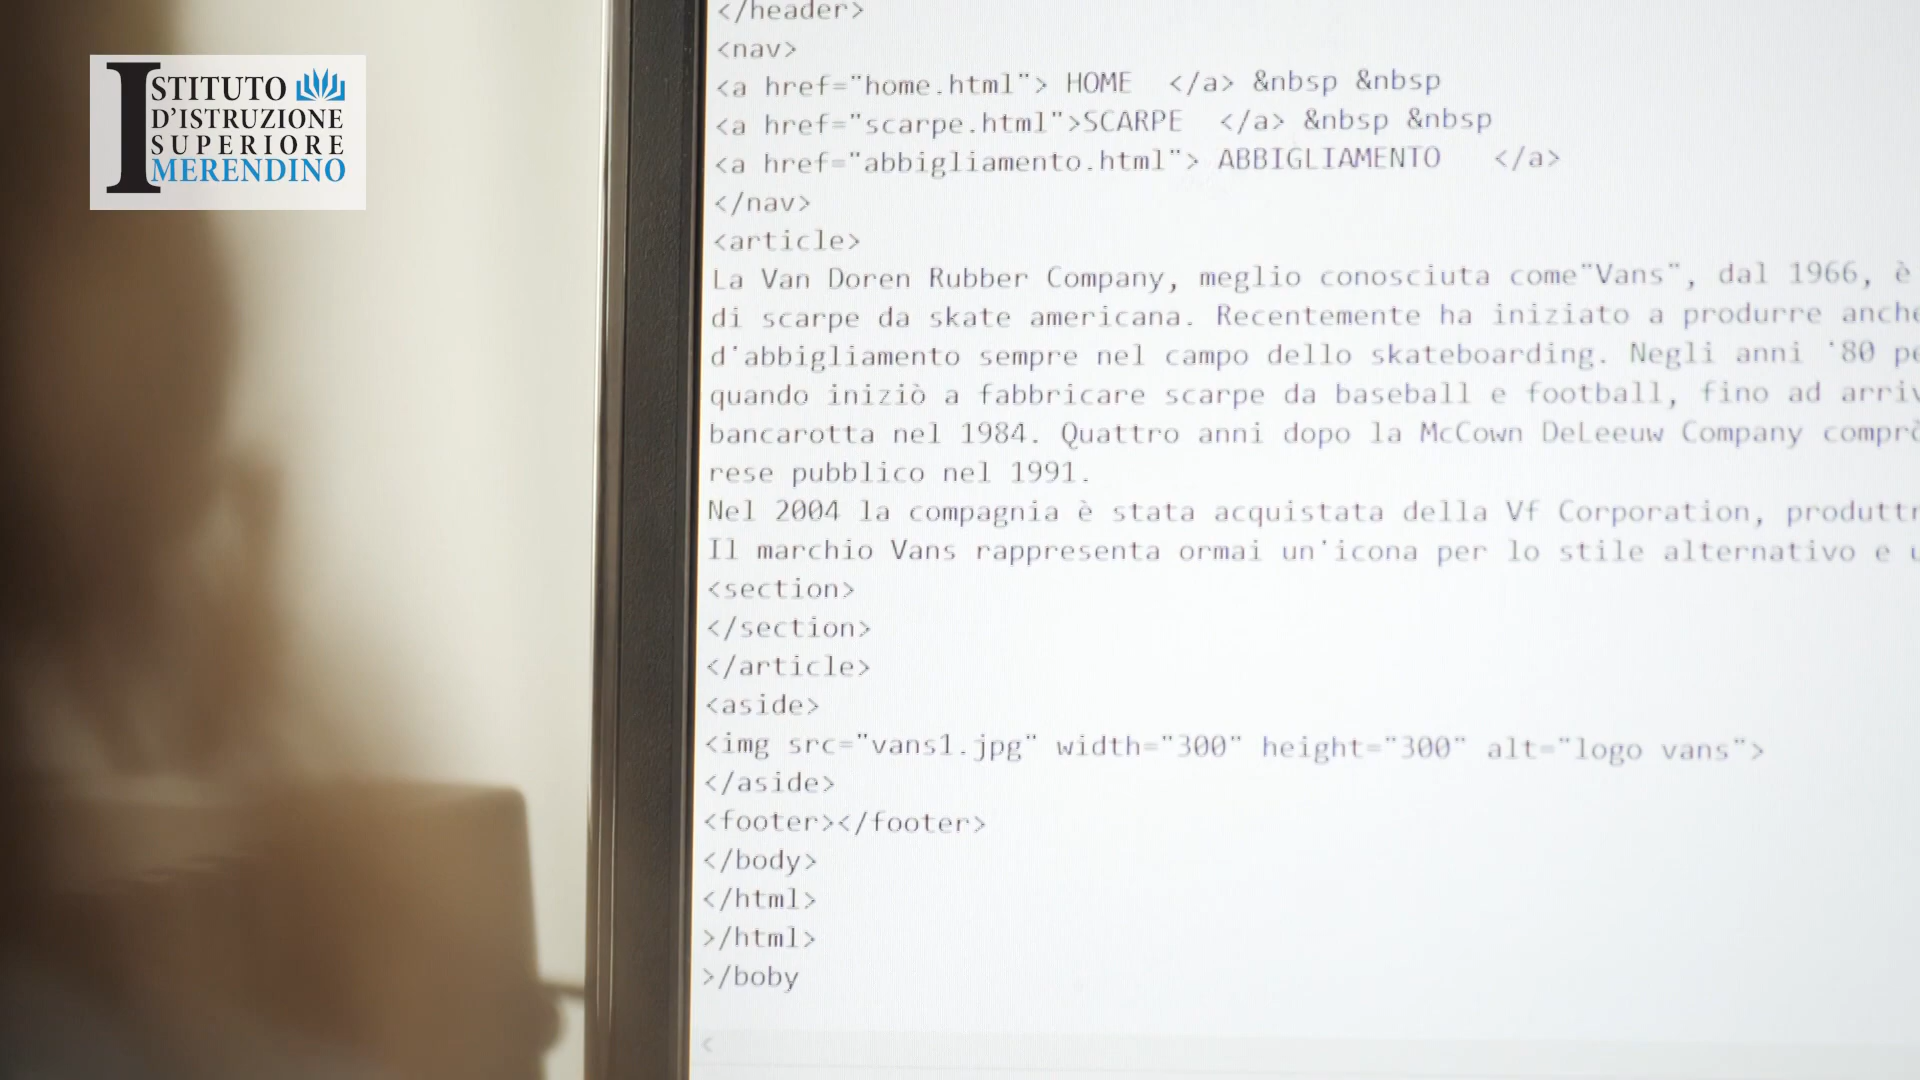 ISTITUTO
D'ISTRUZIONE
SUPERIORE
MERENDINO
</header>
<nav>
<a href="home.html"> HOME  </a> &nbsp &nbsp
<a href="scarpe.html">SCARPE  </a> &nbsp &nbsp
<a href="abbigliamento.html"> ABBIGLIAMENTO   </a>
</nav>
<article>
La Van Doren Rubber Company, meglio conosciuta come"Vans", dal 1966, è
di scarpe da skate americana. Recentemente ha iniziato a produrre anche
d'abbigliamento sempre nel campo dello skateboarding. Negli anni '80
quando iniziò a fabbricare scarpe da baseball e football, fino ad
bancarotta nel 1984. Quattro anni dopo la McCown DeLeeuw Company comprò
rese pubblico nel 1991.
Nel 2004 la compagnia è stata acquistata della Vf Corporation,
Il marchio Vans rappresenta ormai un'icona per lo stile alternativo e
<section>
</section>
</article>
<aside>
<img src="vans1.jpg" width="300" height="300" alt="logo vans">
</aside>
<footer></footer>
</body>
</html>
>/html>
>/boby